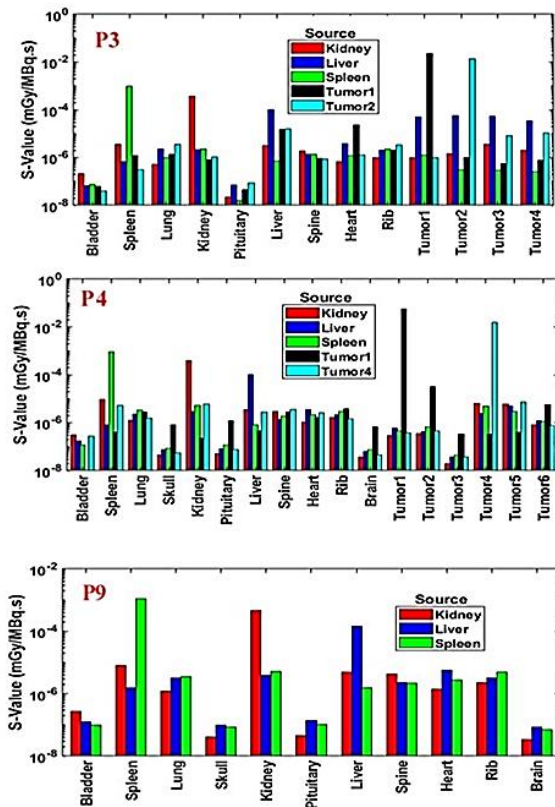 P3
Source
Kidney
Liver
Spleen
Tumor1
Tumor2
S-Value (mGy/MBq.s)
10^0
10^-2
10^-4
10^-6
10^-8
Bladder
Spleen
Lung
Kidney
Pituitary
Liver
Spine
Heart
Rib
Tumor1
Tumor2
Tumor3
Tumor4
P4
Source
Kidney
Liver
Spleen
Tumor1
Tumor4
S-Value (mGy/MBq.s)
10^0
10^-2
10^-4
10^-6
10^-8
Bladder
Spleen
Lung
Skull
Kidney
Pituitary
Liver
Spine
Heart
Rib
Brain
Tumor1
Tumor2
Tumor3
Tumor4
Tumor5
Tumor6
P9
Source
Kidney
Liver
Spleen
S-Value (mGy/MBq.s)
10^-2
10^-4
10^-6
10^-8
Bladder
Spleen
Lung
Skull
Kidney
Pituitary
Liver
Spine
Heart
Rib
Brain